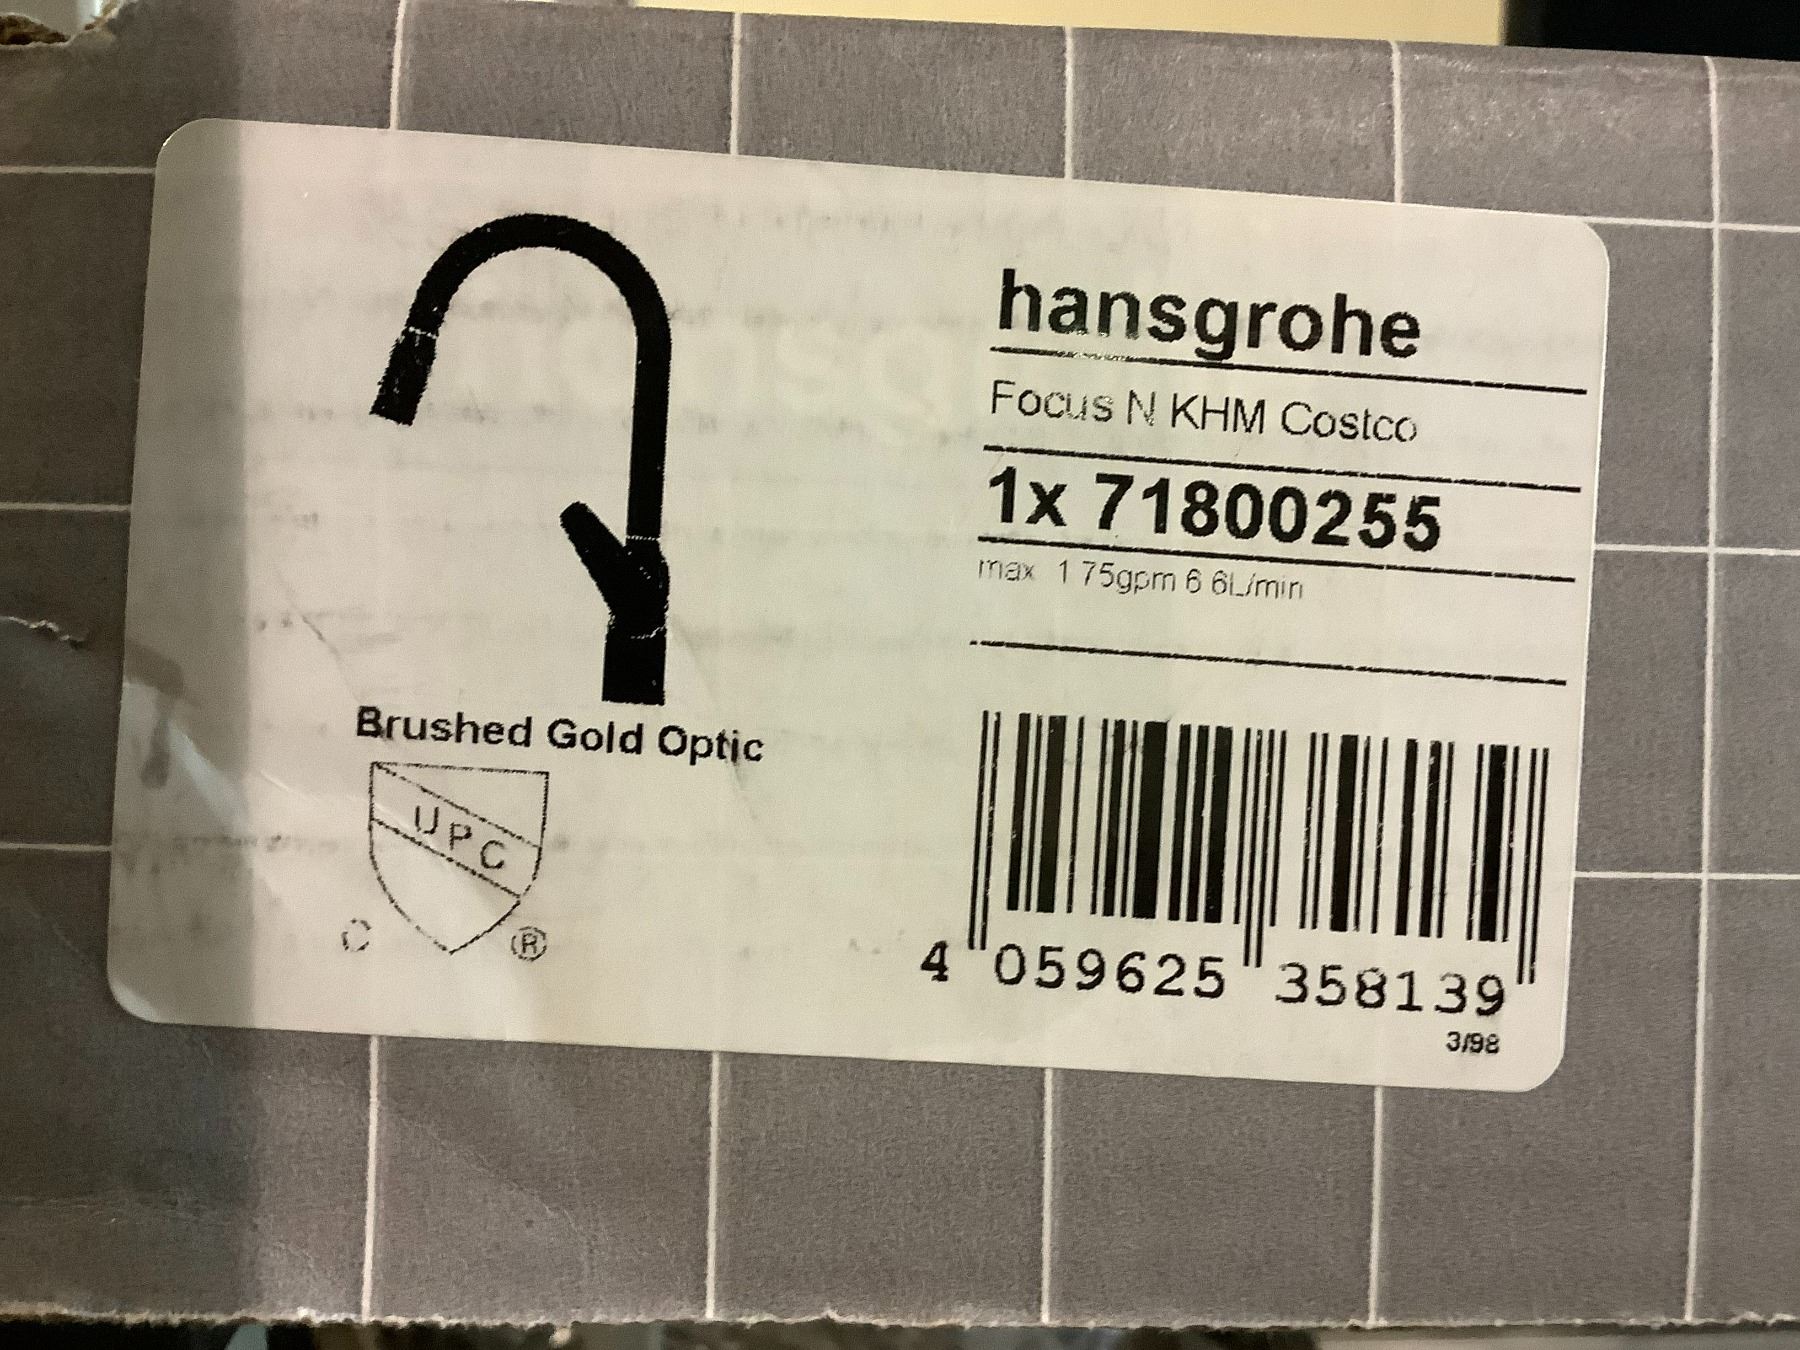 hansgrohe
Focus N KHM Costco
1x 71800255
max 1 75gpm 6 6L/min
Brushed Gold Optic
UPC
®
4 059625 358139
3/98